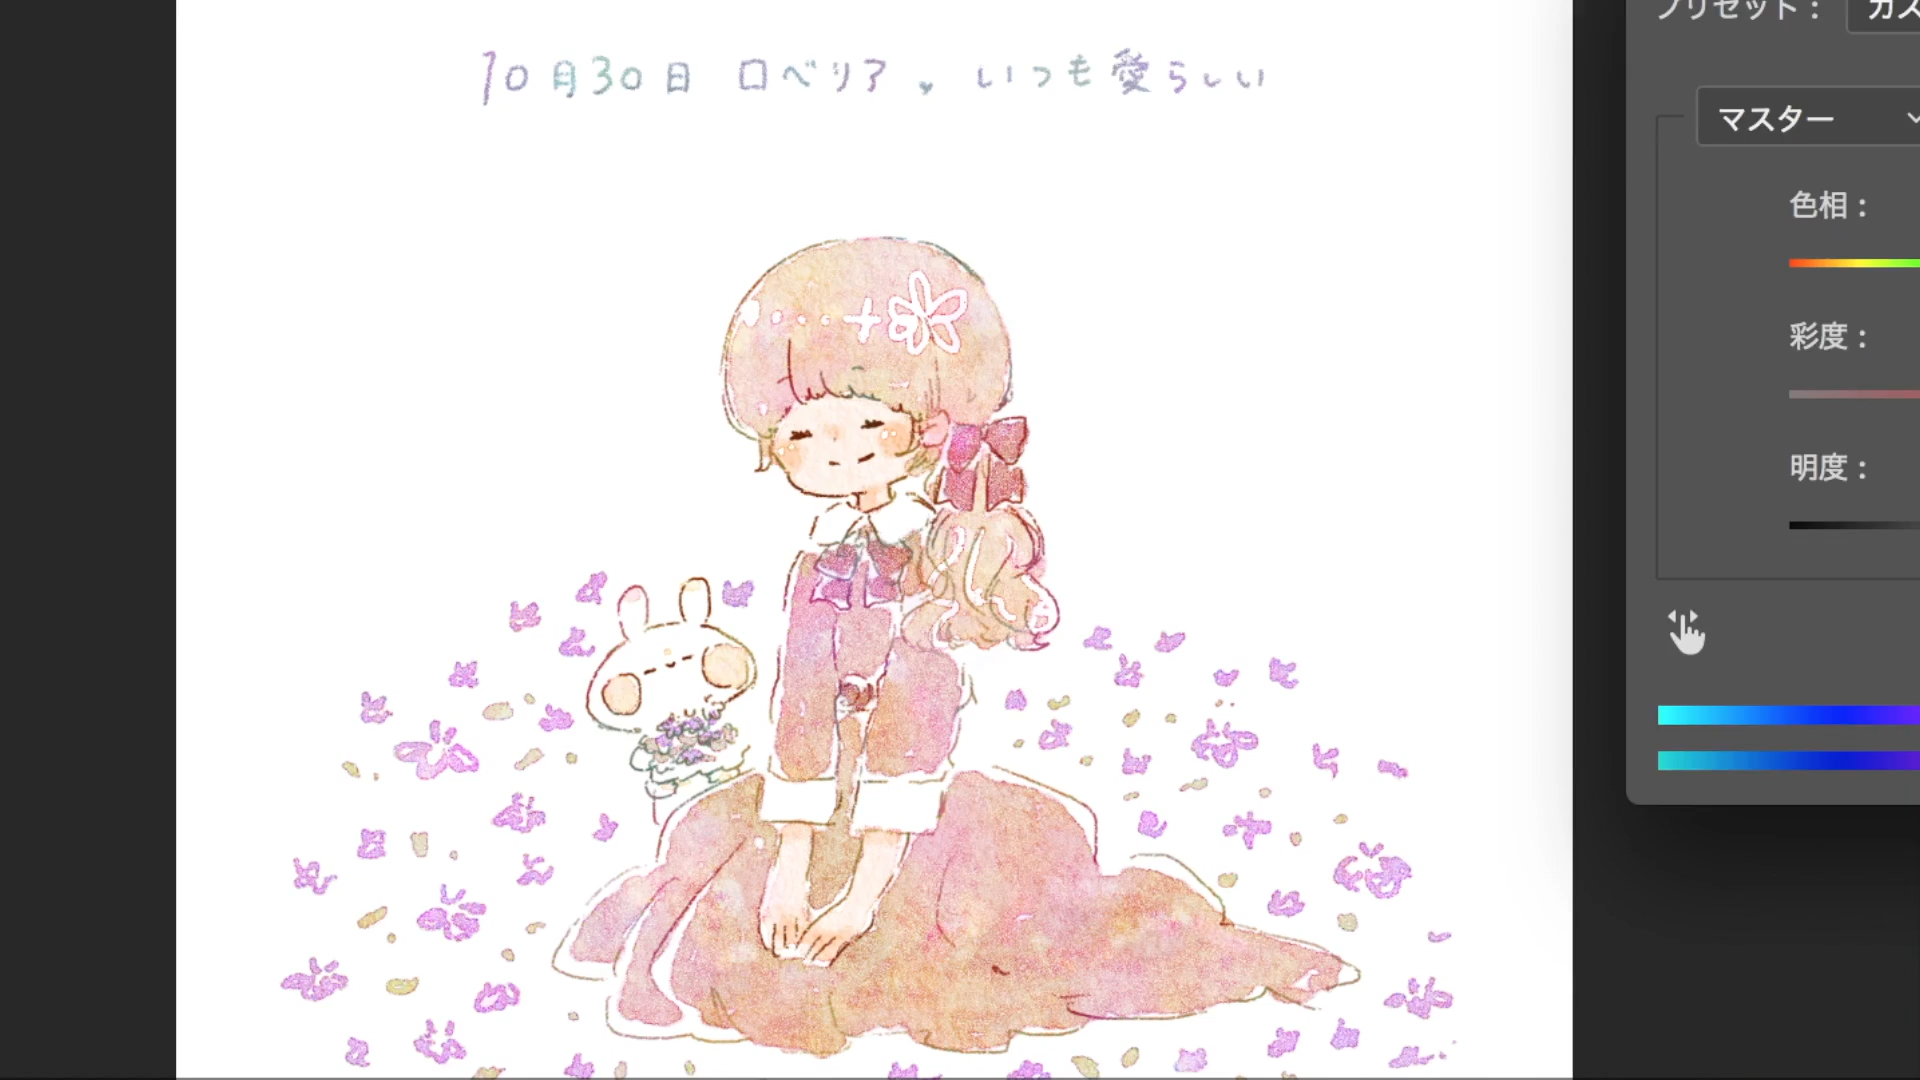 10月30日 ロベリア。いつも愛らしい
プリセット：
マスター
色相：
彩度：
明度：